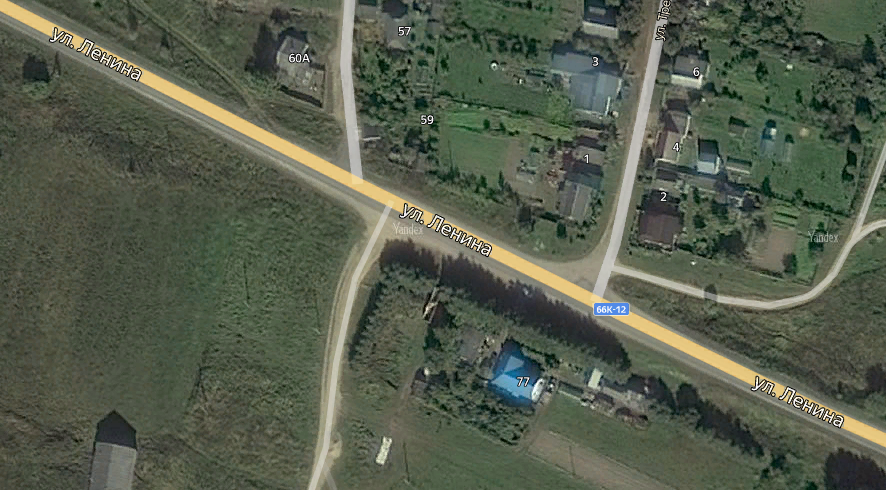 57
ул. Тре
ул. Ленина
60А
3
6
59
4
1
2
ул. Ленина
Yandex
Yandex
66К-12
77
ул. Ленина